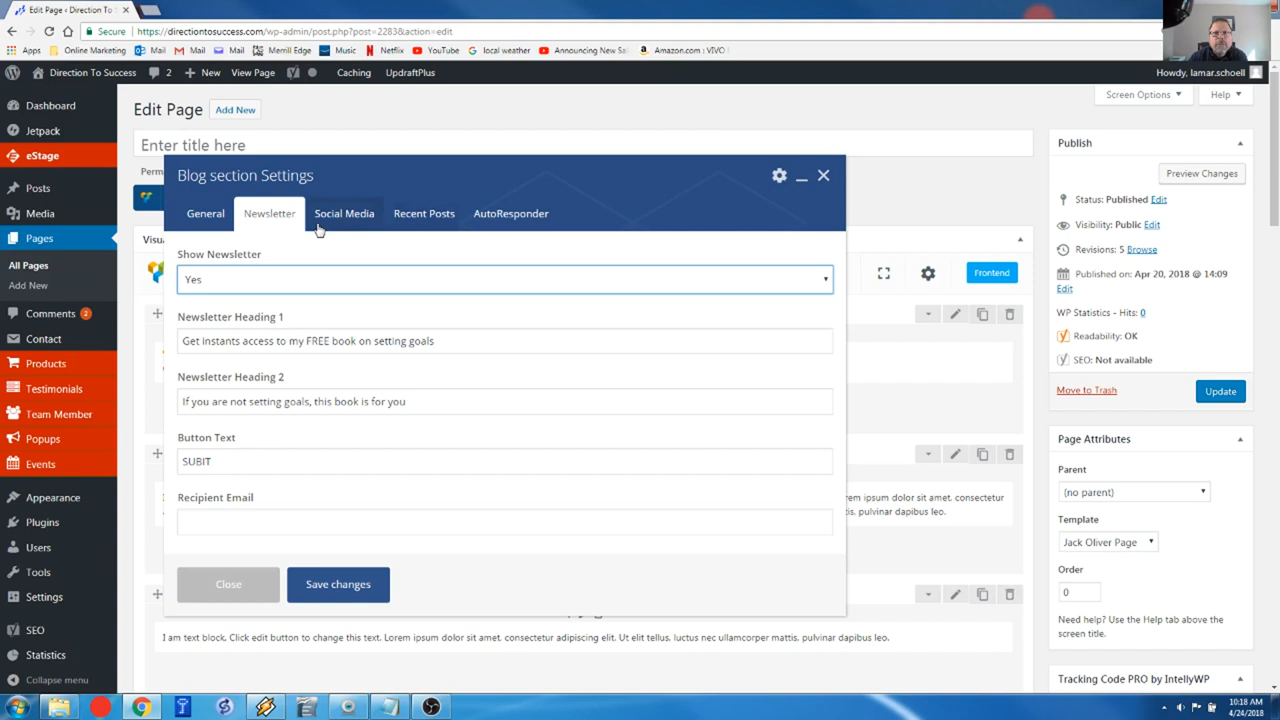 Edit Page ‹ Direction To S
Secure
https://directiontosuccess.com/wp-admin/post.php?post=2283&action=edit
Apps
Online Marketing
Mail
Mail
Mail
Merrill Edge
Music
Netflix
YouTube
local weather
Announcing New Sal
Amazon.com : VIVO
Direction To Success
2
New
View Page
Caching
UpdraftPlus
Howdy, lamar.schoell
Dashboard
Jetpack
eStage
Posts
Media
Pages
All Pages
Add New
Comments 2
Contact
Products
Testimonials
Team Member
Popups
Events
Appearance
Plugins
Users
Tools
Settings
SEO
Statistics
Collapse menu
Edit Page
Add New
Screen Options
Help
Enter title here
Perm
Visu
Blog section Settings
General
Newsletter
Social Media
Recent Posts
AutoResponder
Show Newsletter
Yes
Newsletter Heading 1
Get instants access to my FREE book on setting goals
Newsletter Heading 2
If you are not setting goals, this book is for you
Button Text
SUBIT
Recipient Email
Close
Save changes
Frontend
rem ipsum dolor sit amet, consectetur
pulvinar dapibus leo.
I am text block. Click edit button to change this text. Lorem ipsum dolor sit amet, consectetur adipiscing elit. Ut elit tellus, luctus nec ullamcorper mattis, pulvinar dapibus leo.
Publish
Preview Changes
Status: Published Edit
Visibility: Public Edit
Revisions: 5 Browse
Published on: Apr 20, 2018 @ 14:09
Edit
WP Statistics - Hits: 0
Readability: OK
SEO: Not available
Move to Trash
Update
Page Attributes
Parent
(no parent)
Template
Jack Oliver Page
Order
0
Need help? Use the Help tab above the
screen title.
Tracking Code PRO by IntellyWP
10:18 AM
4/24/2018